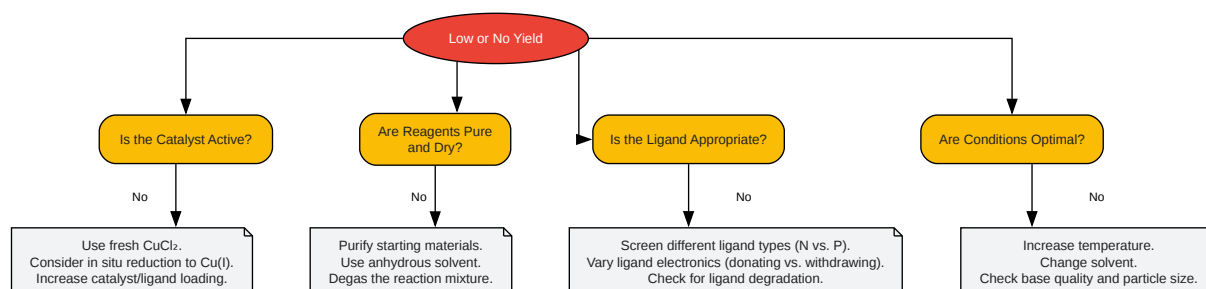 Low or No Yield
Is the Catalyst Active?
Are Reagents Pure
and Dry?
Is the Ligand Appropriate?
Are Conditions Optimal?
No
No
No
No
Use fresh CuCl₂.
Consider in situ reduction to Cu(I).
Increase catalyst/ligand loading.
Purify starting materials.
Use anhydrous solvent.
Degas the reaction mixture.
Screen different ligand types (N vs. P).
Vary ligand electronics (donating vs. withdrawing).
Check for ligand degradation.
Increase temperature.
Change solvent.
Check base quality and particle size.